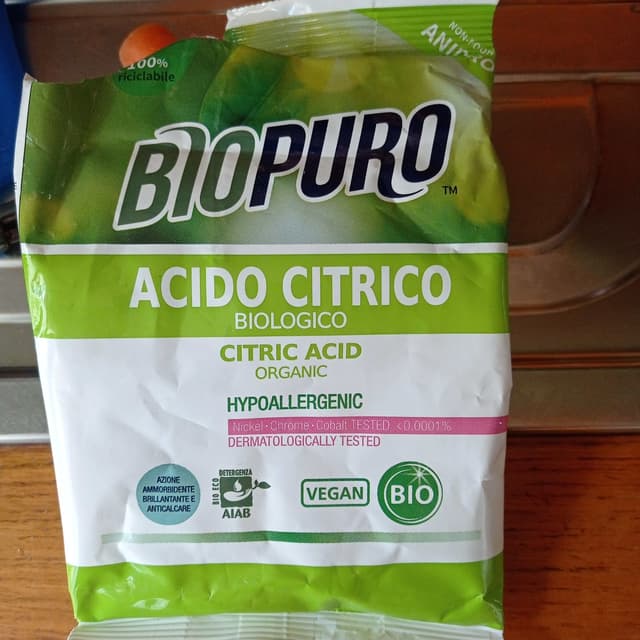 100%
riciclabile
BIOPURO
TM
ACIDO CITRICO
BIOLOGICO
CITRIC ACID
ORGANIC
HYPOALLERGENIC
Nickel • Chrome • Cobalt TESTED <0.0001%
DERMATOLOGICALLY TESTED
AZIONE
AMMORBIDENTE
BRILLANTANTE E
ANTICALCARE
BIO ECO
DETERGENZA
AIAB
VEGAN
BIO